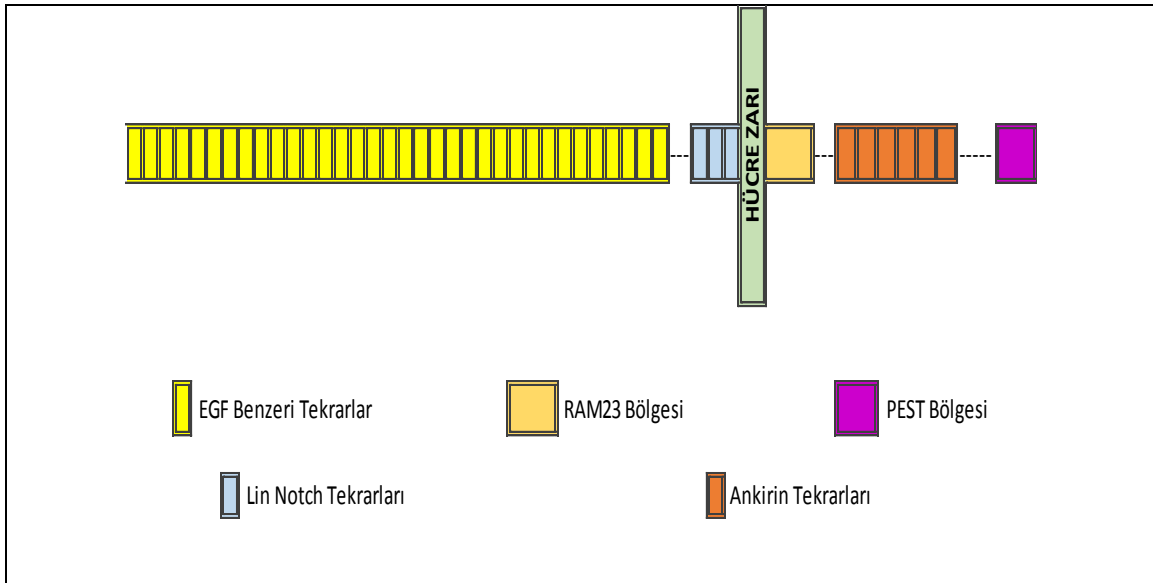 HÜCRE ZARI
EGF Benzeri Tekrarlar
RAM23 Bölgesi
PEST Bölgesi
Lin Notch Tekrarları
Ankirin Tekrarları